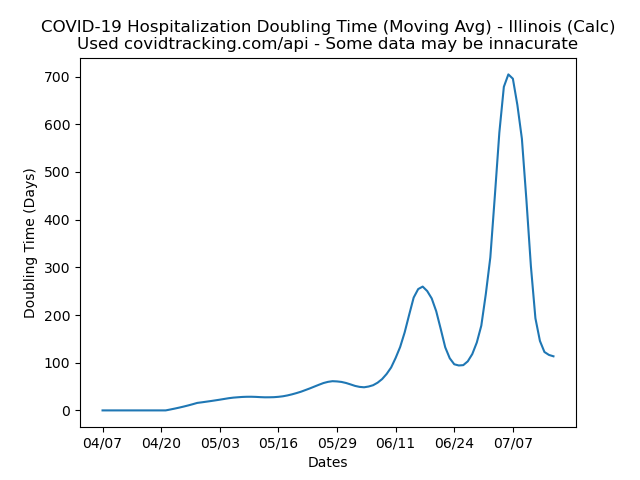 COVID-19 Hospitalization Doubling Time (Moving Avg) - Illinois (Calc)
Used covidtracking.com/api - Some data may be innacurate
Doubling Time (Days)
700
600
500
400
300
200
100
0
04/07 04/20 05/03 05/16 05/29 06/11 06/24 07/07
Dates